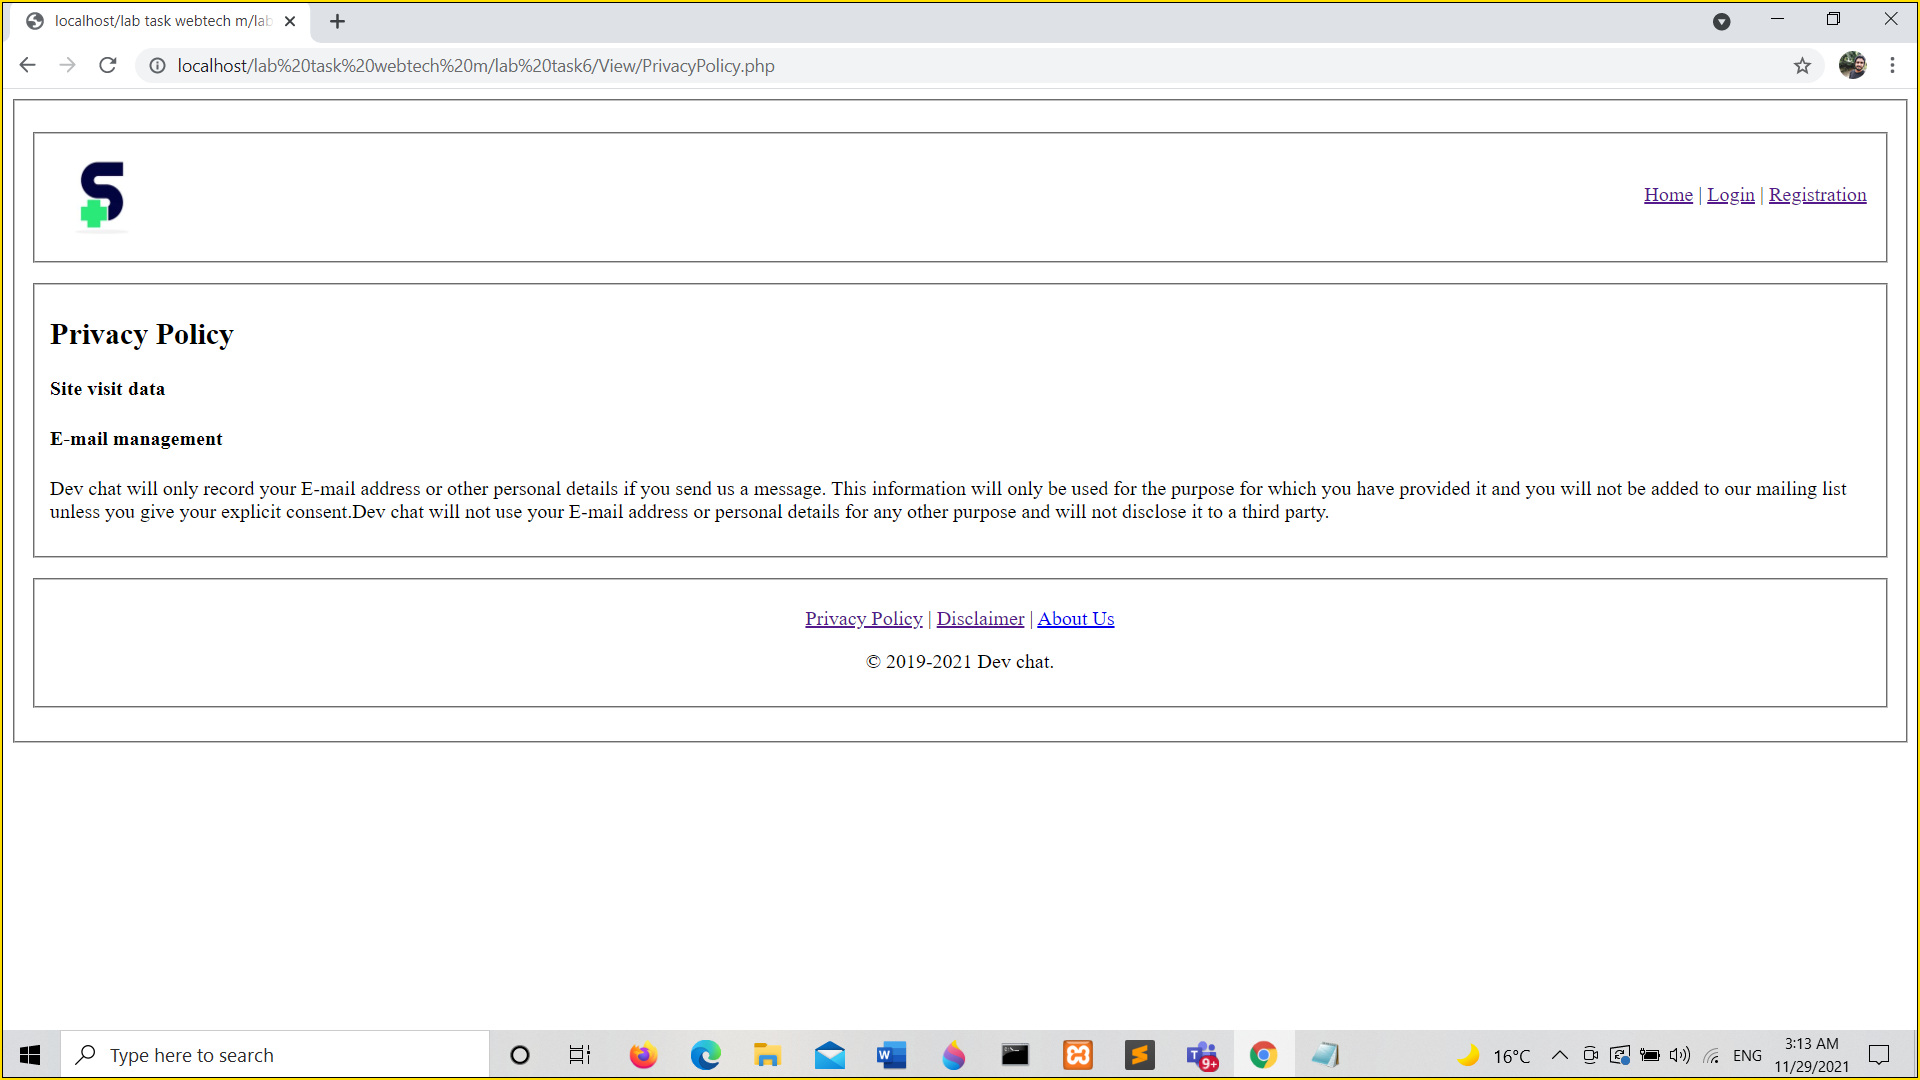 localhost/lab task webtech m/lab
localhost/lab%20task%20webtech%20m/lab%20task6/View/PrivacyPolicy.php
S
Home | Login | Registration
Privacy Policy
Site visit data
E-mail management
Dev chat will only record your E-mail address or other personal details if you send us a message. This information will only be used for the purpose for which you have provided it and you will not be added to our mailing list
unless you give your explicit consent.Dev chat will not use your E-mail address or personal details for any other purpose and will not disclose it to a third party.
Privacy Policy | Disclaimer | About Us
© 2019-2021 Dev chat.
Type here to search
W
9+
16°C
ENG
3:13 AM
11/29/2021